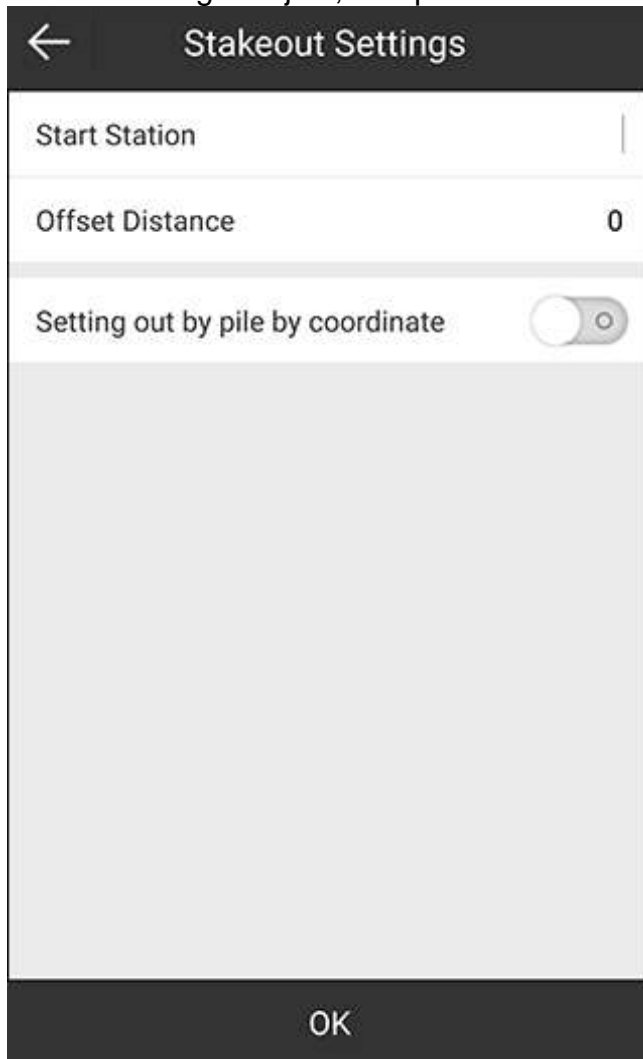 Stakeout Settings
Start Station
Offset Distance 0
Setting out by pile by coordinate
OK